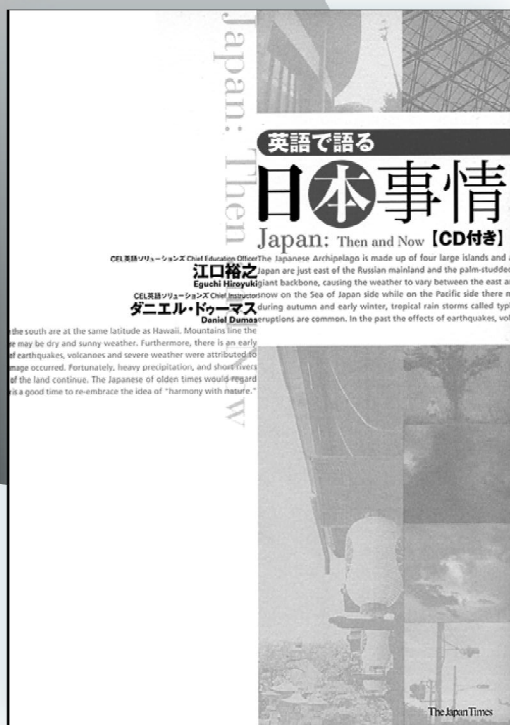 Japan: Then and Now
英語で語る
日本事情
Japan: Then and Now【CD付き】
CEL英語ソリューションズ Chief Education Officer
江口裕之
Eguchi Hiroyuki
CEL英語ソリューションズ Chief Instructor
ダニエル・ドゥーマス
Daniel Dumas
The Japanese Archipelago is made up of four large islands and
Japan are just east of the Russian mainland and the palm-studded
giant backbone, causing the weather to vary between the east
snow on the Sea of Japan side while on the Pacific side there
during autumn and early winter, tropical rain storms called
eruptions are common. In the past the effects of earthquakes,
the south are at the same latitude as Hawaii. Mountains line the
may be dry and sunny weather. Furthermore, there is an early
of earthquakes, volcanoes and severe weather were attributed to
occurred. Fortunately, heavy precipitation, and short rivers
of the land continue. The Japanese of olden times would regard
is a good time to re-embrace the idea of "harmony with nature."
The Japan Times